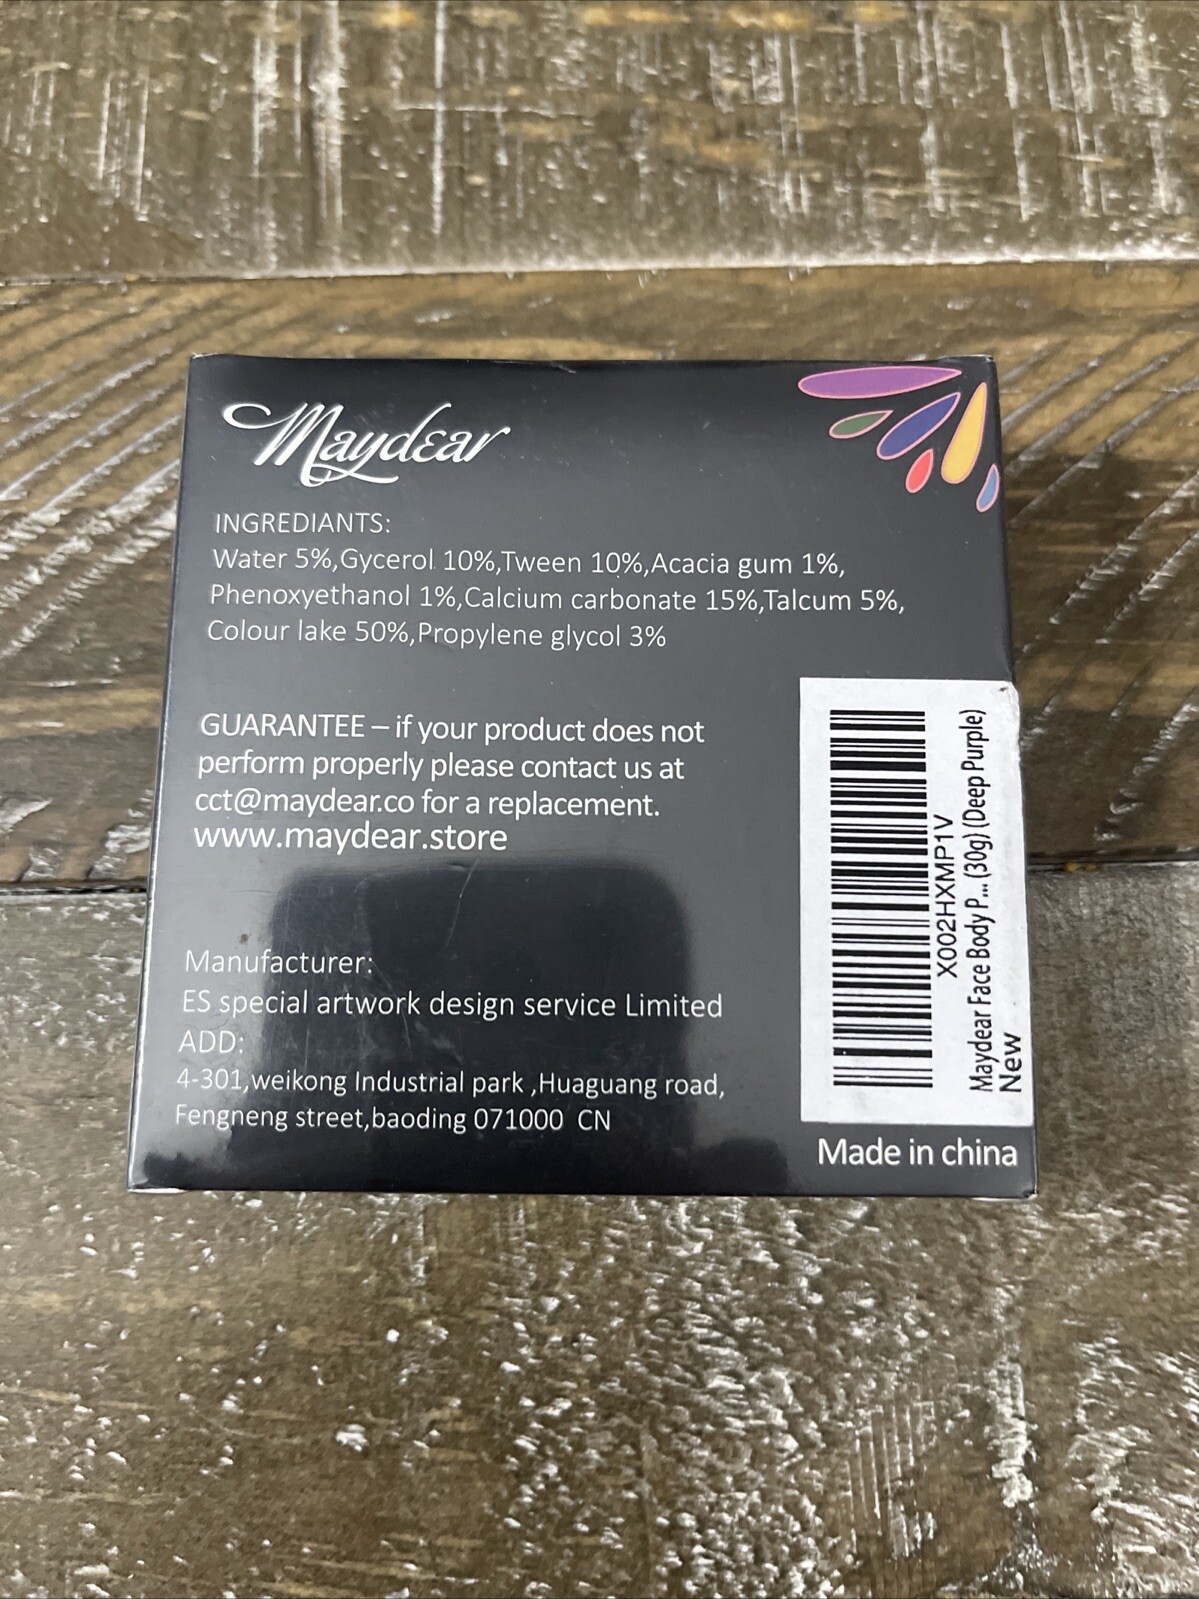 Maydear
INGREDIANTS:
Water 5%,Gycerol 10%,Tween 10%,Acacia gum 1%,
Phenoxyethanol 1%,Calcium carbonate 15%,Talcum 5%,
Colour lake 50%,Propylene glycol 3%
GUARANTEE – if your product does not
perform properly please contact us at
cct@maydear.co for a replacement.
www.maydear.store
Manufacturer:
ES special artwork design service Limited
ADD:
4-301,weikong Industrial park ,Huaguang road,
Fengneng street,baoding 071000 CN
X002HXMP1V
Maydear Face Body P... (30g) (Deep Purple)
New
Made in china